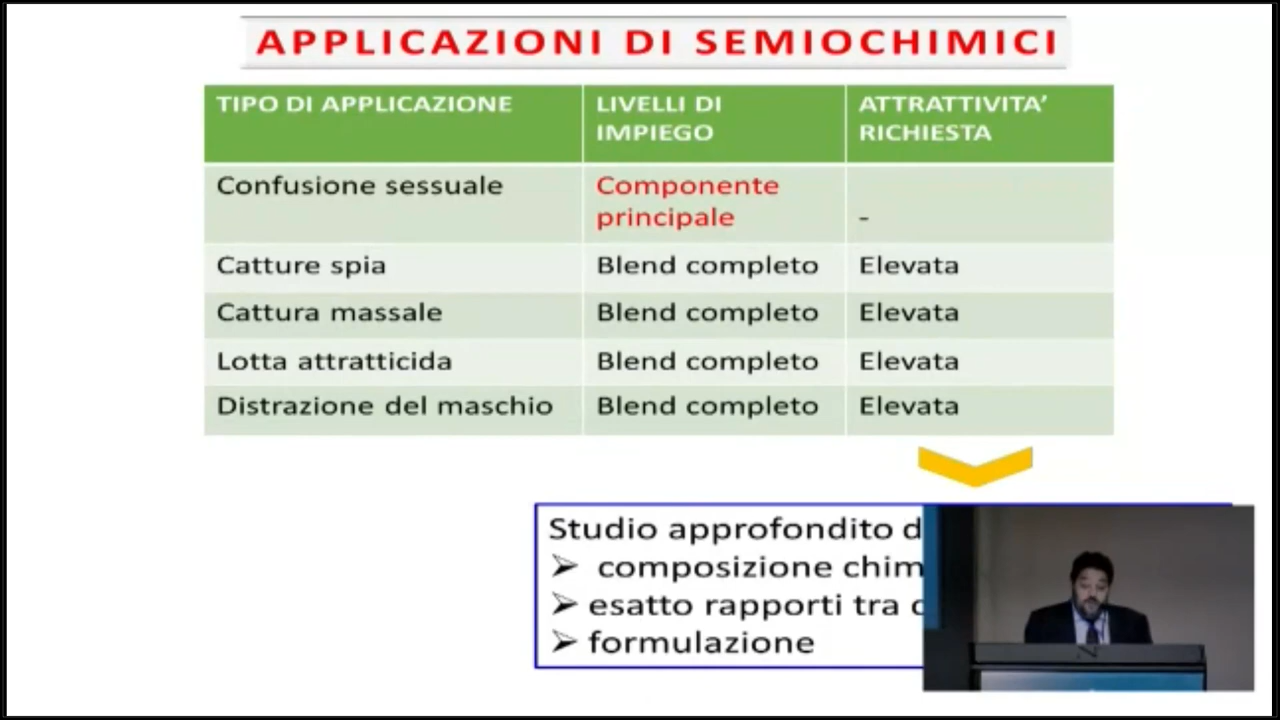 APPLICAZIONI DI SEMIOCHIMICI
TIPO DI APPLICAZIONE LIVELLI DI IMPIEGO ATTRATTIVITA’ RICHIESTA
Confusione sessuale Componente principale -
Catture spia Blend completo Elevata
Cattura massale Blend completo Elevata
Lotta attratticida Blend completo Elevata
Distrazione del maschio Blend completo Elevata
Studio approfondito
➢ composizione
➢ esatto rapporti tra
➢ formulazione